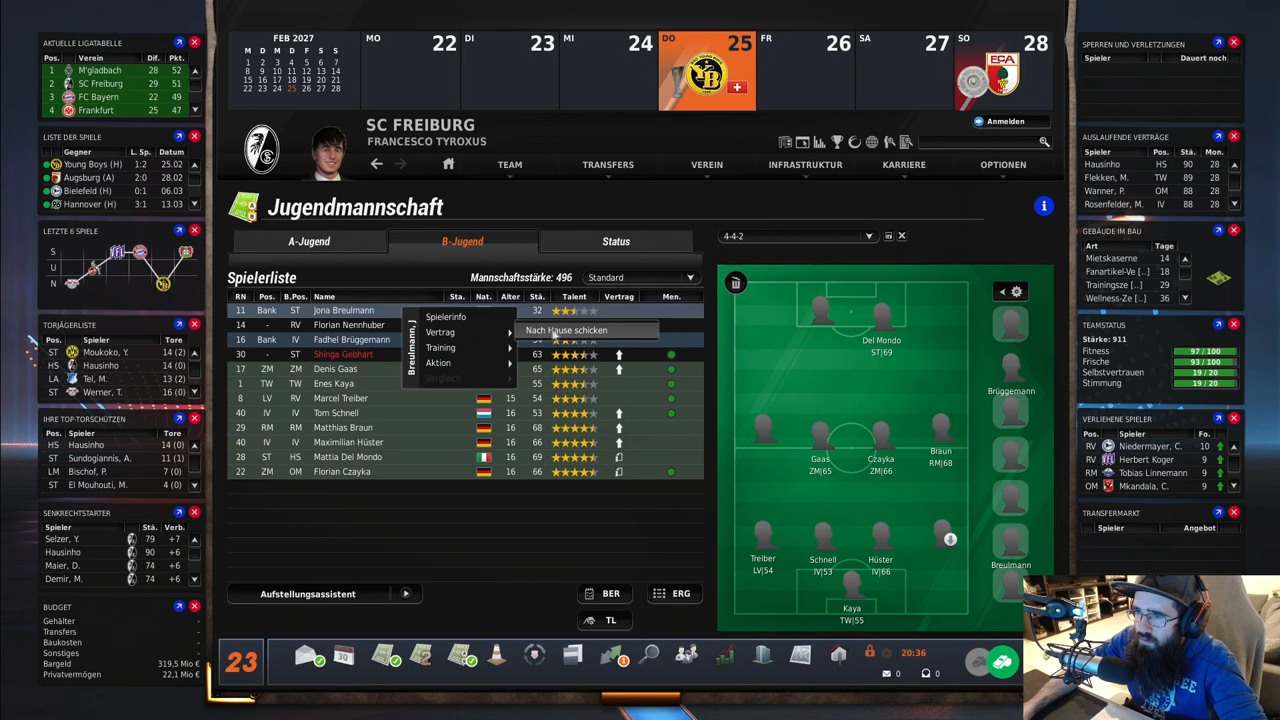 AKTUELLE LIGATABELLE
Pos. Verein Dif. Pkt.
1 M'gladbach 28 52
2 SC Freiburg 29 51
3 FC Bayern 22 49
4 Frankfurt 25 47
LISTE DER SPIELE
Gegner L. Sp. Datum
Young Boys (H) 1:2 25.02
Augsburg (A) 2:0 28.02
Bielefeld (H) 0:1 06.03
Hannover (H) 3:1 13.03
LETZTE 6 SPIELE
S
U
N
TORJÄGERLISTE
Spieler Tore
ST Moukoko, Y. 14 (2)
HS Hausinho 14 (0)
LA Tel, M. 13 (2)
ST Werner, T. 10 (0)
IHRE TOP-TORSCHÜTZEN
Pos. Spieler Tore
HS Hausinho 14 (0)
ST Sundogiannis, A. 11 (1)
LM Bischof, P. 7 (0)
ST El Mouhouti, M. 4 (0)
SENKRECHTSTARTER
Spieler Stä. Verb.
Selzer, Y. 79 +7
Hausinho 90 +6
Maier, D. 74 +6
Demir, M. 74 +6
BUDGET
Gehälter -
Transfers -
Baukosten -
Sonstiges -
Bargeld 319,5 mio €
Privatvermögen 22,1 mio €
FEB 2027
M D M D F S S
1 2 3 4 5 6 7
8 9 10 11 12 13 14
15 16 17 18 19 20 21
22 23 24 25 26 27 28
MO 22
DI 23
MI 24
DO 25
FR 26
SA 27
SO 28
YB
FCA
SC FREIBURG
FRANCESCO TYROXUS
Anmelden
TEAM TRANSFERS VEREIN INFRASTRUKTUR KARRIERE OPTIONEN
Jugendmannschaft
A-Jugend B-Jugend Status
Spielerliste Mannschaftsstärke: 496 Standard
RN Pos. B.Pos. Name Sta. Nat. Alter Stä. Talent Vertrag Men.
11 Bank ST Jona Breulmann 32
14 - RV Florian Nennhuber
16 Bank IV Fadhel Brüggemann
30 - ST Shinga Gebhart 63
17 ZM ZM Denis Gaas 65
1 TW TW Enes Kaya 55
8 LV RV Marcel Treiber 15 54
40 IV IV Tom Schnell 16 53
29 RM RM Matthias Braun 16 68
40 IV IV Maximilian Hüster 16 66
28 ST HS Mattia Del Mondo 16 69
22 ZM OM Florian Czayka 16 66
Breulmann, J
Spielerinfo
Vertrag
Training
Aktion
Vergleich
Nach Hause schicken
Aufstellungsassistent
BER
ERG
TL
4-4-2
Del Mondo
ST|69
Brüggemann
Gaas
ZM|65
Czayka
ZM|66
Braun
RM|68
Treiber
LV|54
Schnell
IV|53
Hüster
IV|66
Breulmann
Kaya
TW|55
23
30
2
1
20:36
0 0
SPERREN UND VERLETZUNGEN
Spieler Dauert noch
AUSLAUFENDE VERTRÄGE
Spieler Pos. Stä. Mon.
Hausinho HS 90 28
Flekken, M. TW 89 28
Wanner, P. OM 88 28
Rosenfelder, M. IV 88 28
GEBÄUDE IM BAU
Art Tage
Mietskaserne 14
Fanartikel-Ve [..] 18
Trainingsze [..] 29
Wellness-Ze [..] 36
TEAMSTATUS
Stärke: 911
Fitness 97 / 100
Frische 93 / 100
Selbstvertrauen 19 / 20
Stimmung 19 / 20
VERLIEHENE SPIELER
Pos. Spieler Fo.
RV Niedermayer, C. 10
RV Herbert Koger 9
RM Tobias Linnemann 9
OM Mkandala, C. 9
TRANSFERMARKT
Spieler Angebot